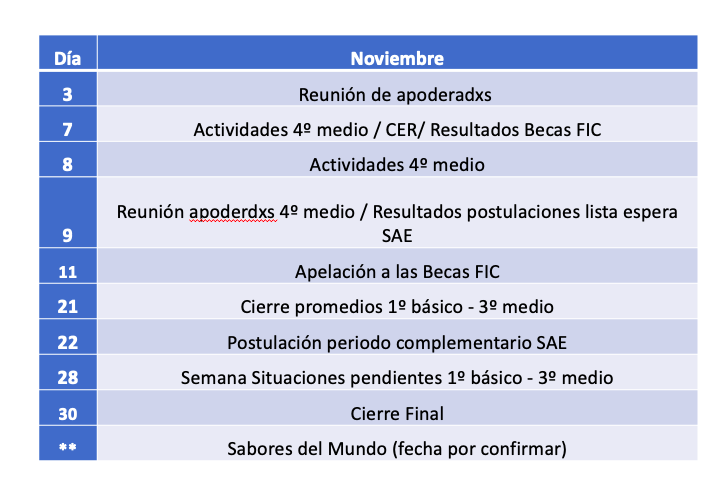 Día Noviembre
3 Reunión de apoderadxs
7 Actividades 4º medio / CER/ Resultados Becas FIC
8 Actividades 4º medio
Reunión apoderdxs 4º medio / Resultados postulaciones lista espera
9 SAE
11 Apelación a las Becas FIC
21 Cierre promedios 1º básico - 3º medio
22 Postulación periodo complementario SAE
28 Semana Situaciones pendientes 1º básico - 3º medio
30 Cierre Final
** Sabores del Mundo (fecha por confirmar)